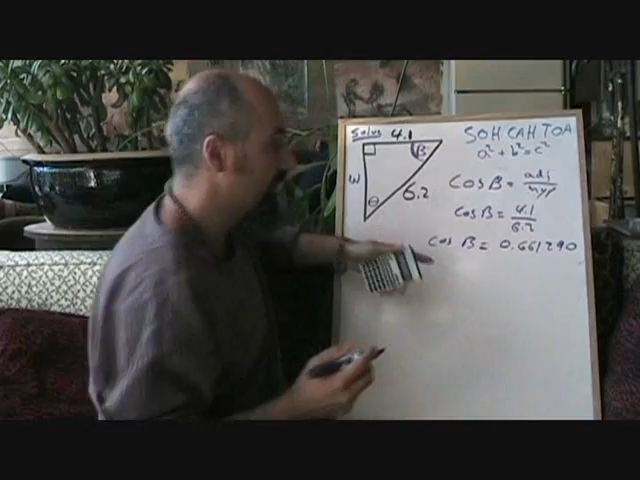 Solve
4.1
SOH CAH TOA
a² + b² = c²
β
w
6.2
θ
cos β = adj/hyp
cos β = 4.1/6.2
cos β = 0.661290